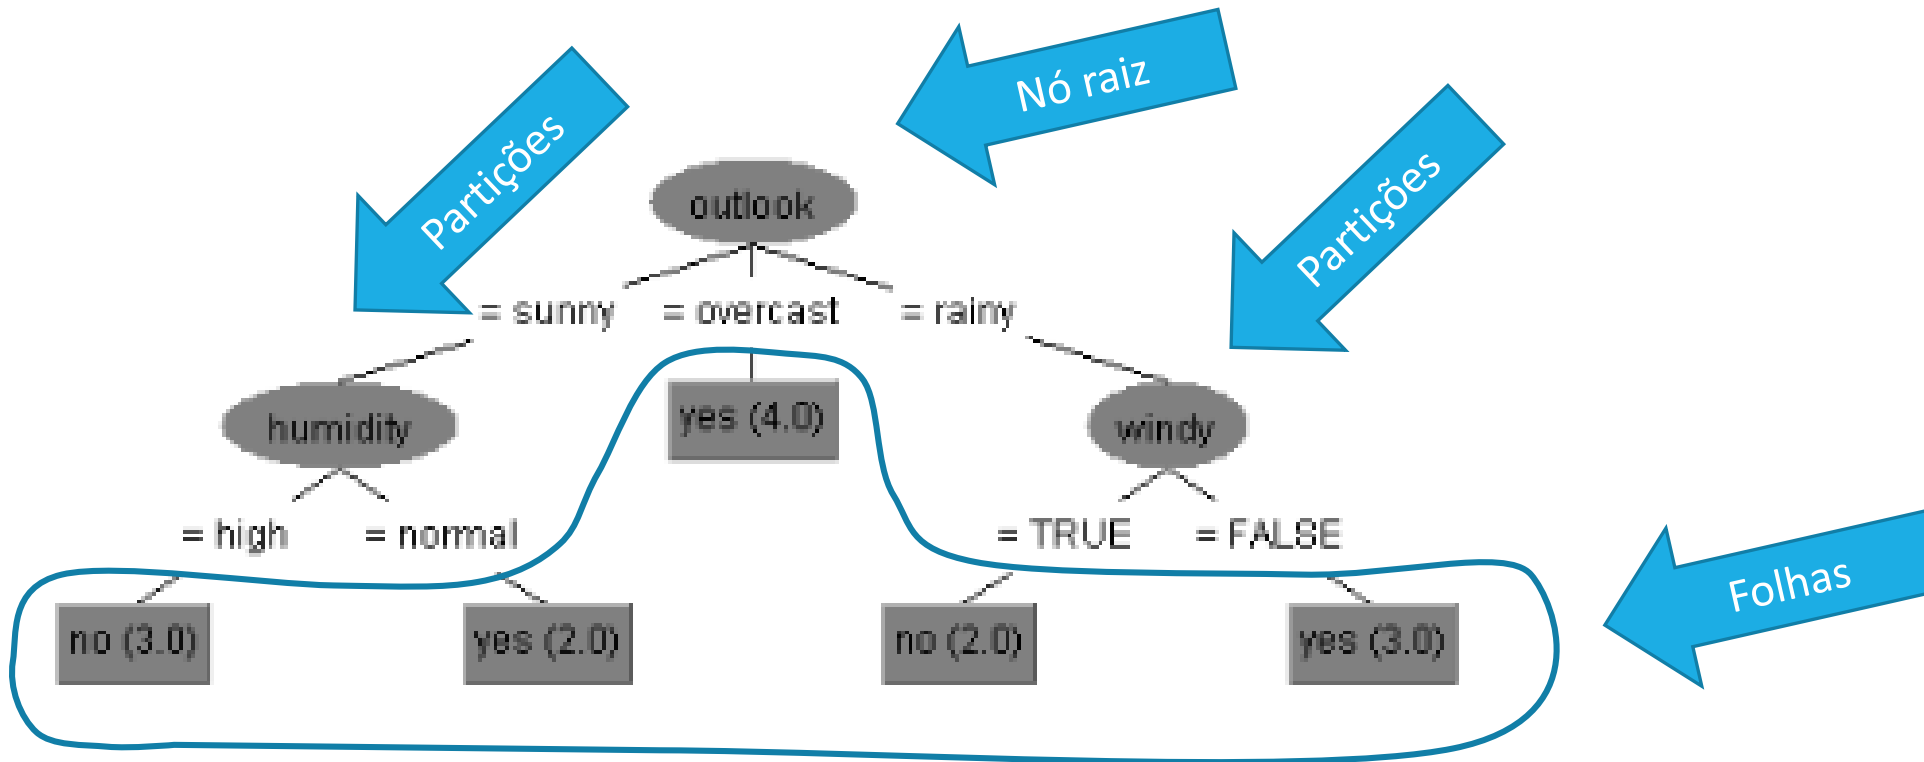 Nó raiz
Partições
Partições
outlook
= sunny
= overcast
= rainy
humidity
yes (4.0)
windy
= high
= normal
= TRUE
= FALSE
Folhas
no (3.0)
yes (2.0)
no (2.0)
yes (3.0)